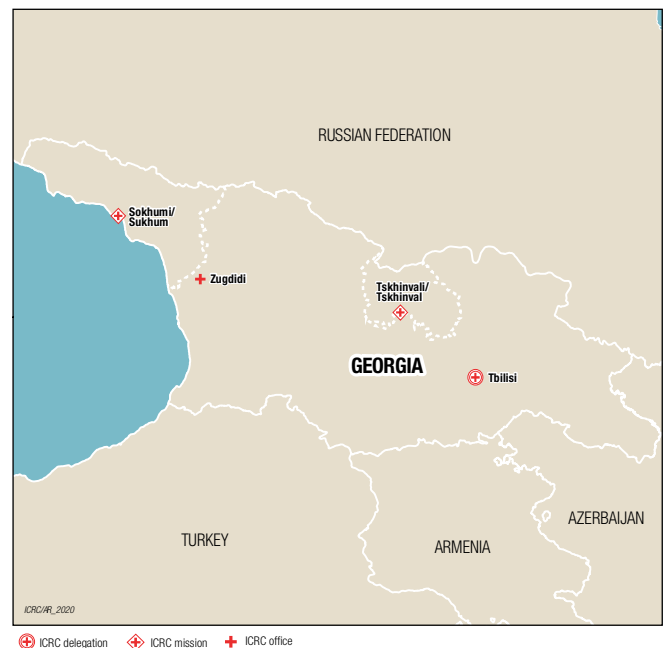 RUSSIAN FEDERATION
Sokhumi/
Sukhum
Zugdidi
Tskhinvali/
Tskhinval
GEORGIA
Tbilisi
AZERBAIJAN
TURKEY
ARMENIA
ICRC/AR_2020
ICRC delegation ICRC mission ICRC office